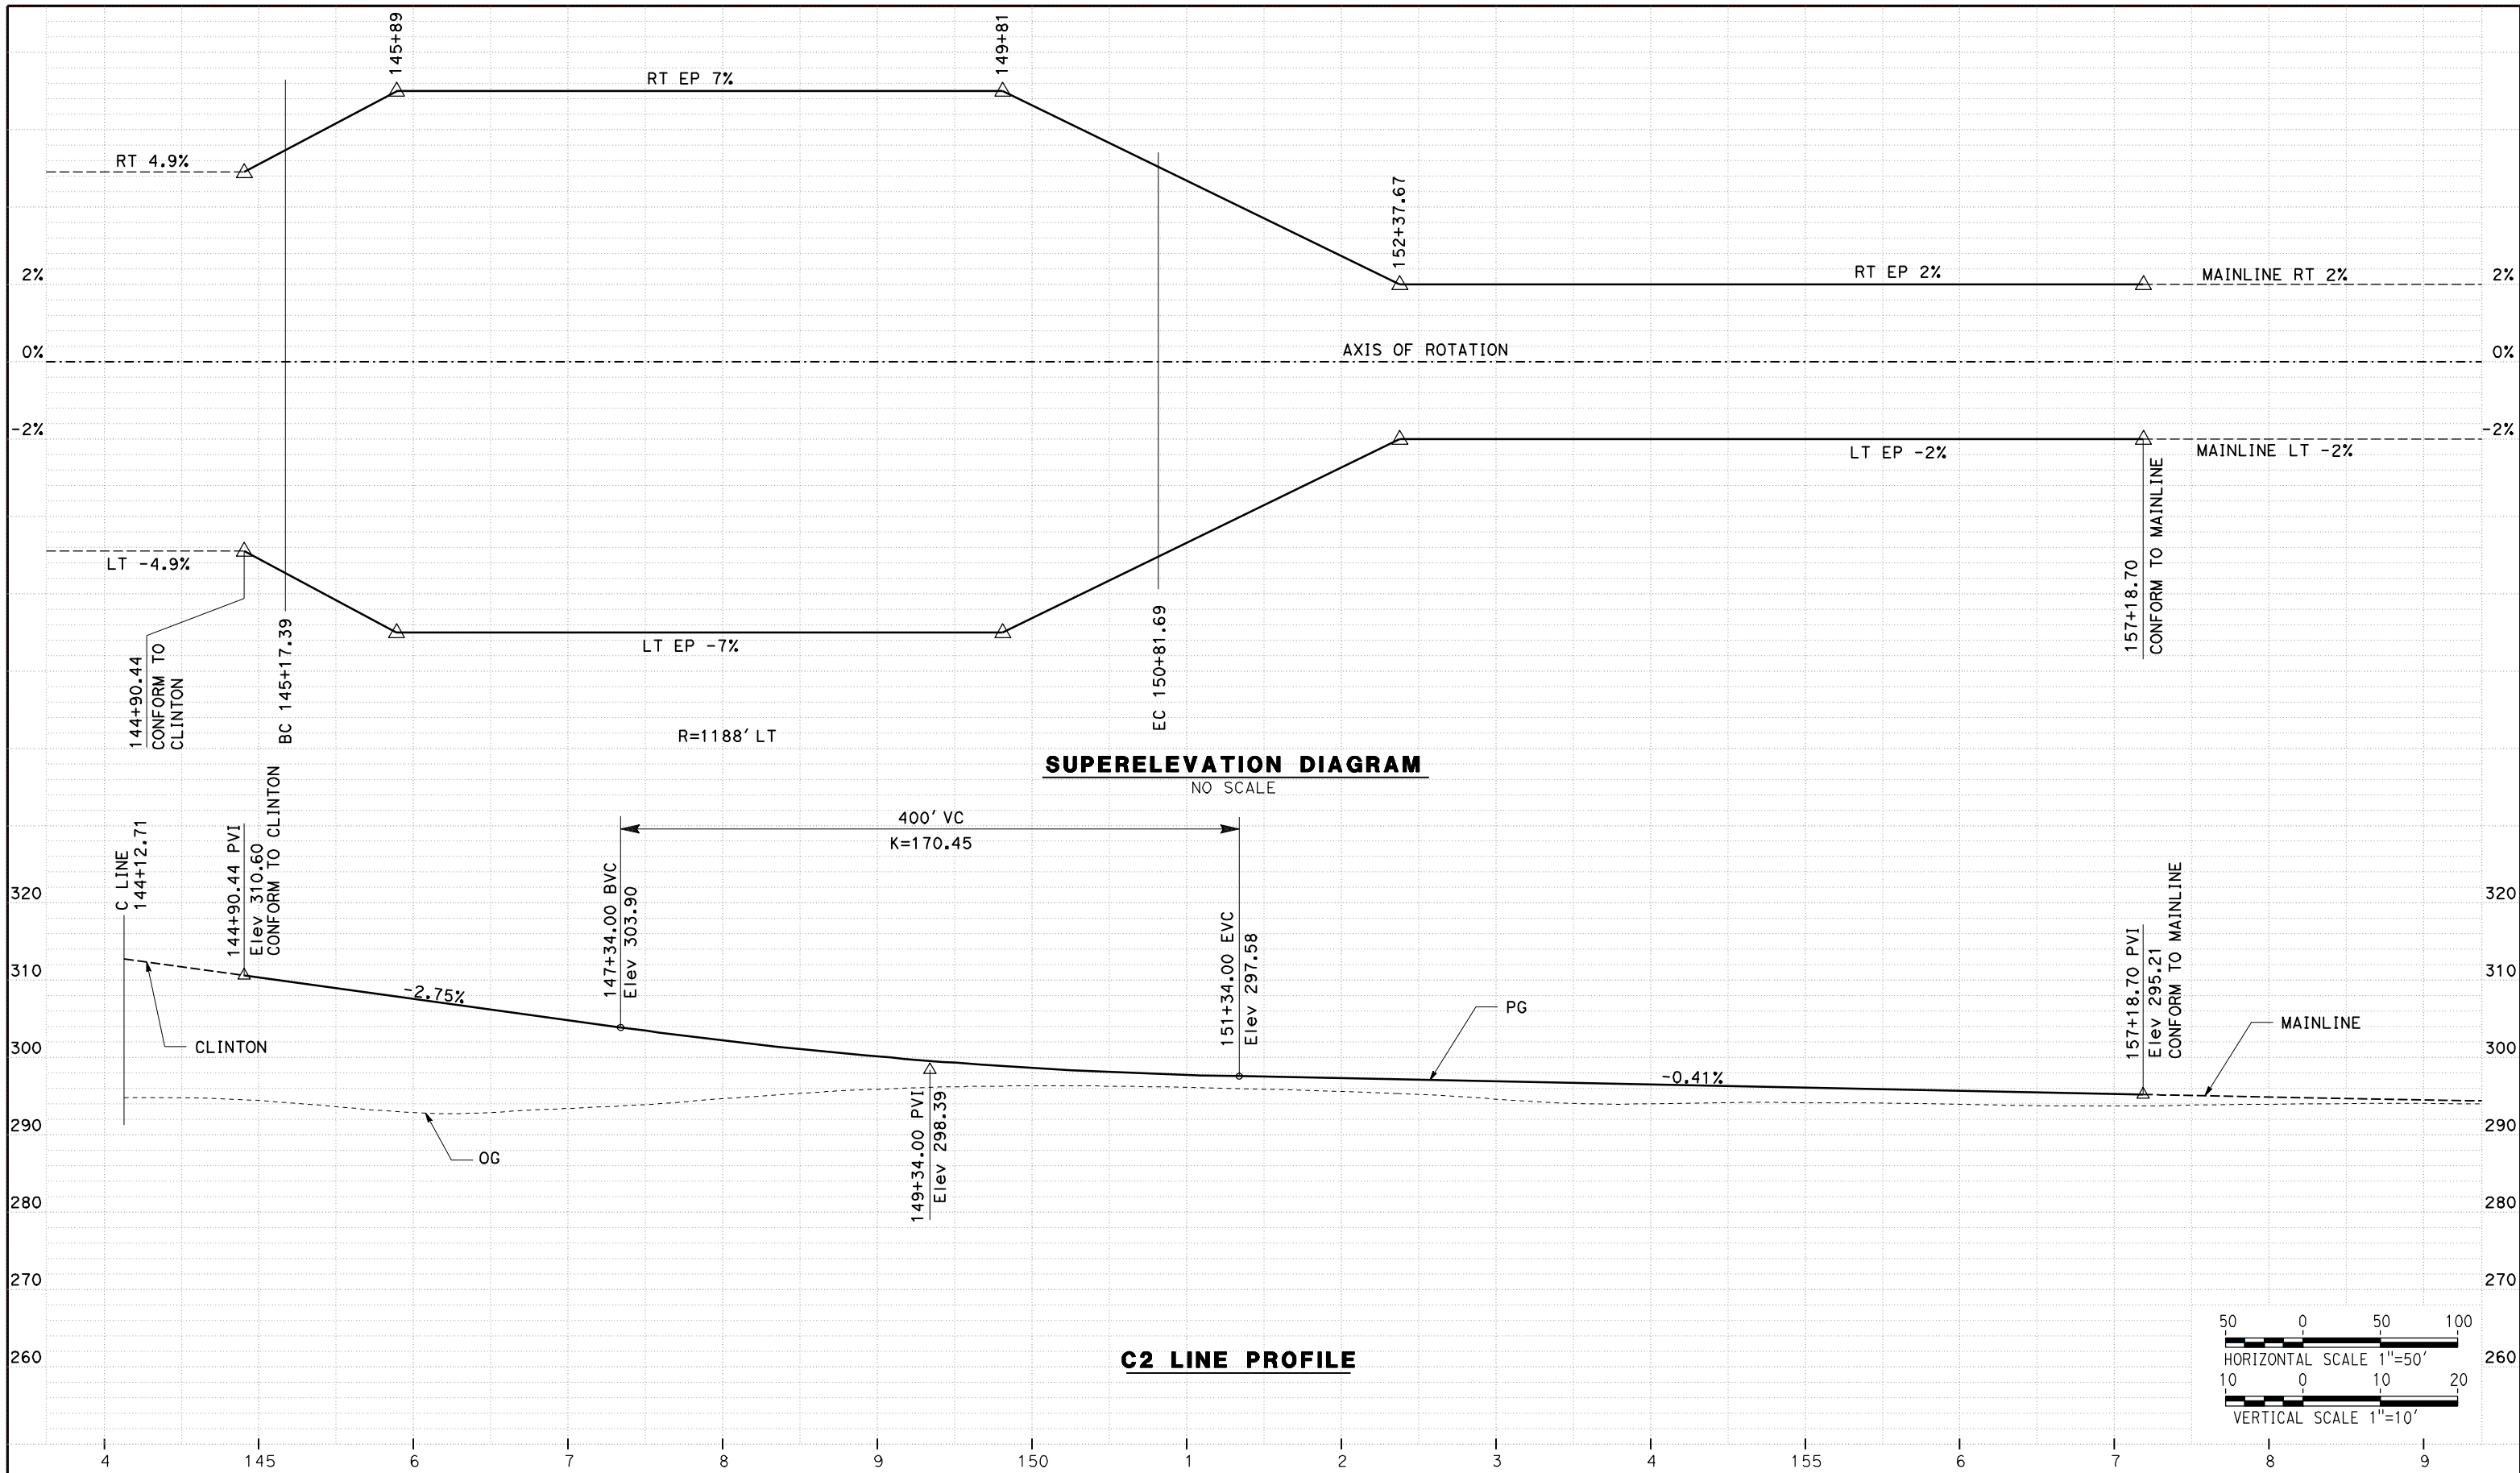 145+89
149+81
RT EP 7%
RT 4.9%
152+37.67
2%
RT EP 2%
MAINLINE RT 2%
2%
0%
AXIS OF ROTATION
0%
-2%
LT EP -2%
MAINLINE LT -2%
-2%
LT -4.9%
LT EP -7%
144+90.44
CONFORM TO
CLINTON
BC 145+17.39
EC 150+81.69
157+18.70
CONFORM TO MAINLINE
R=1188' LT
SUPERELEVATION DIAGRAM
NO SCALE
C LINE
144+12.71
144+90.44 PVI
Elev 310.60
CONFORM TO CLINTON
400' VC
K=170.45
147+34.00 BVC
Elev 303.90
151+34.00 EVC
Elev 297.58
157+18.70 PVI
Elev 295.21
CONFORM TO MAINLINE
320
320
310
310
-2.75%
PG
MAINLINE
CLINTON
300
300
-0.41%
149+34.00 PVI
Elev 298.39
290
290
OG
280
280
270
270
260
260
C2 LINE PROFILE
50 0 50 100
HORIZONTAL SCALE 1"=50'
10 0 10 20
VERTICAL SCALE 1"=10'
4 145 6 7 8 9 150 1 2 3 4 155 6 7 8 9